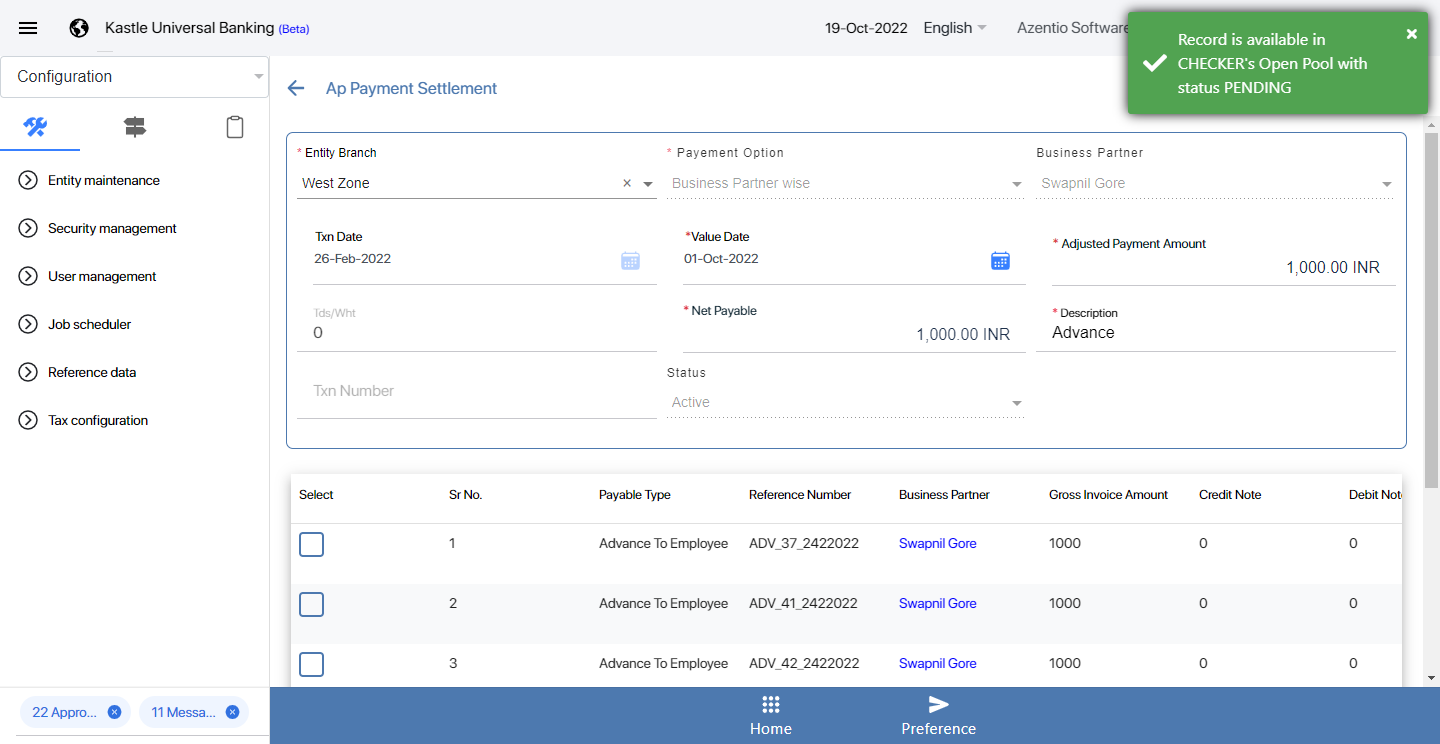 Kastle Universal Banking (Beta)
19-Oct-2022
English
Azentio Software
Record is available in
CHECKER's Open Pool with
status PENDING
Configuration
Ap Payment Settlement
Entity maintenance
Security management
User management
Job scheduler
Reference data
Tax configuration
* Entity Branch
* Payement Option
Business Partner
West Zone
Business Partner wise
Swapnil Gore
Txn Date
*Value Date
* Adjusted Payment Amount
26-Feb-2022
01-Oct-2022
1,000.00 INR
Tds/Wht
* Net Payable
* Description
0
1,000.00 INR
Advance
Txn Number
Status
Active
Select Sr No. Payable Type Reference Number Business Partner Gross Invoice Amount Credit Note Debit Not
1 Advance To Employee ADV_37_2422022 Swapnil Gore 1000 0 0
2 Advance To Employee ADV_41_2422022 Swapnil Gore 1000 0 0
3 Advance To Employee ADV_42_2422022 Swapnil Gore 1000 0 0
22 Appro...
11 Messa...
Home
Preference